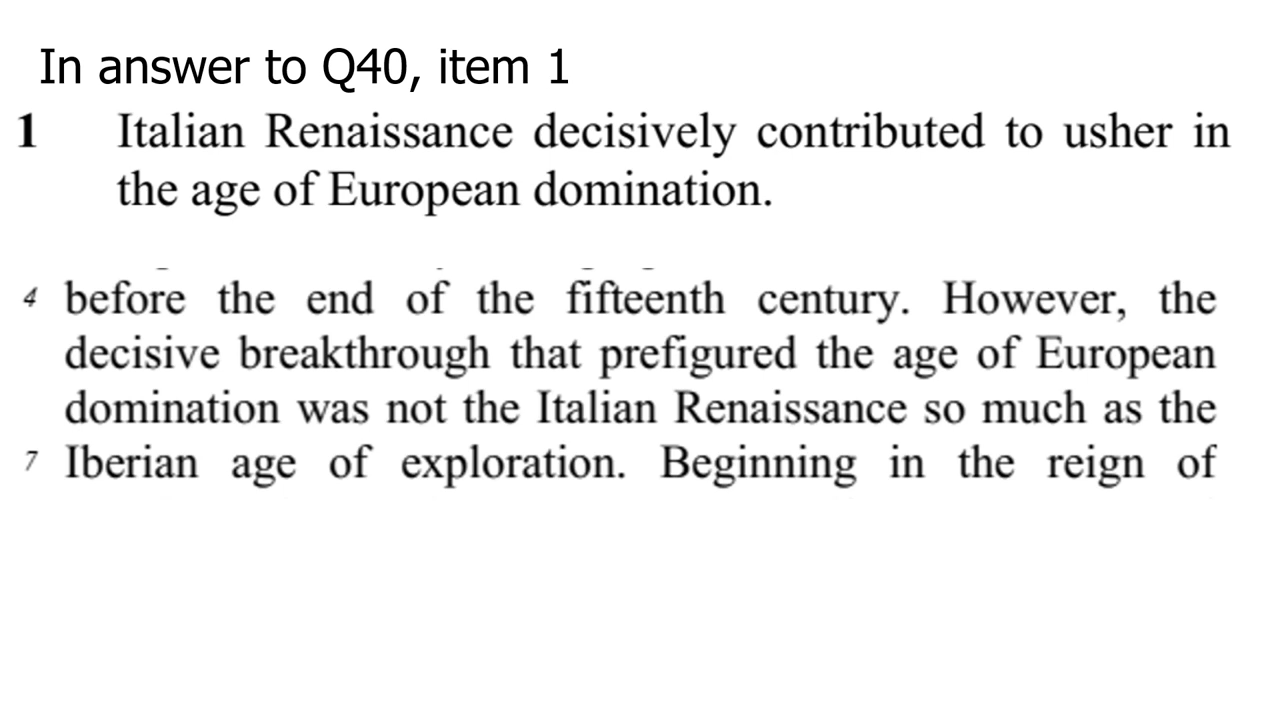 In answer to Q40, item 1
1 Italian Renaissance decisively contributed to usher in
the age of European domination.
4 before the end of the fifteenth century. However, the
decisive breakthrough that prefigured the age of European
domination was not the Italian Renaissance so much as the
7 Iberian age of exploration. Beginning in the reign of